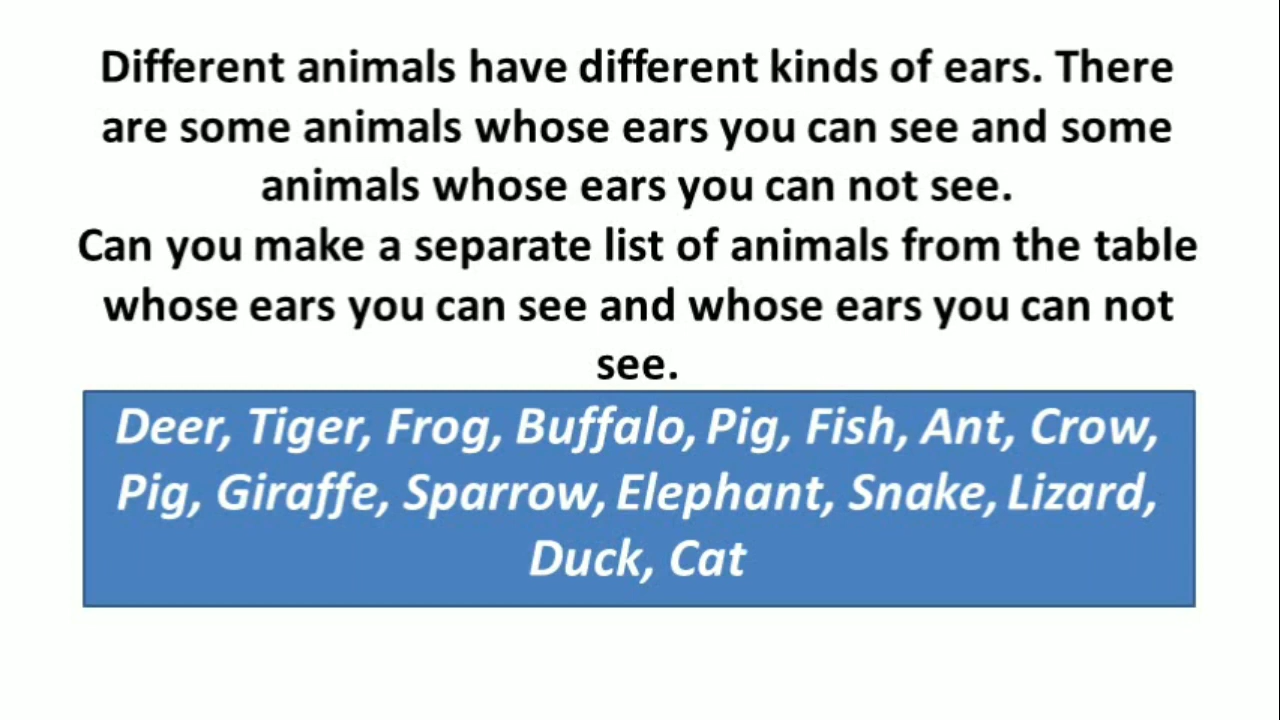 Different animals have different kinds of ears. There
are some animals whose ears you can see and some
animals whose ears you can not see.
Can you make a separate list of animals from the table
whose ears you can see and whose ears you can not
see.
Deer, Tiger, Frog, Buffalo, Pig, Fish, Ant, Crow,
Pig, Giraffe, Sparrow, Elephant, Snake, Lizard,
Duck, Cat